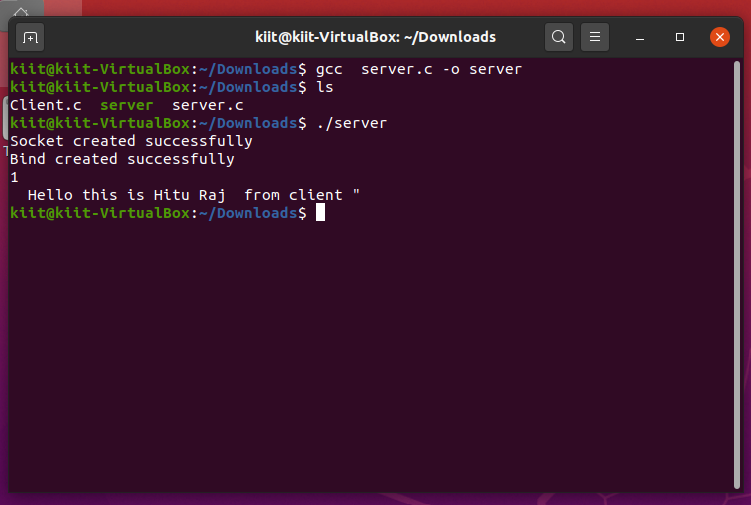 kiit@kiit-VirtualBox: ~/Downloads
kiit@kiit-VirtualBox:~/Downloads$ gcc  server.c -o server
kiit@kiit-VirtualBox:~/Downloads$ ls
Client.c  server  server.c
kiit@kiit-VirtualBox:~/Downloads$ ./server
Socket created successfully
Bind created successfully
1
  Hello this is Hitu Raj  from client "
kiit@kiit-VirtualBox:~/Downloads$